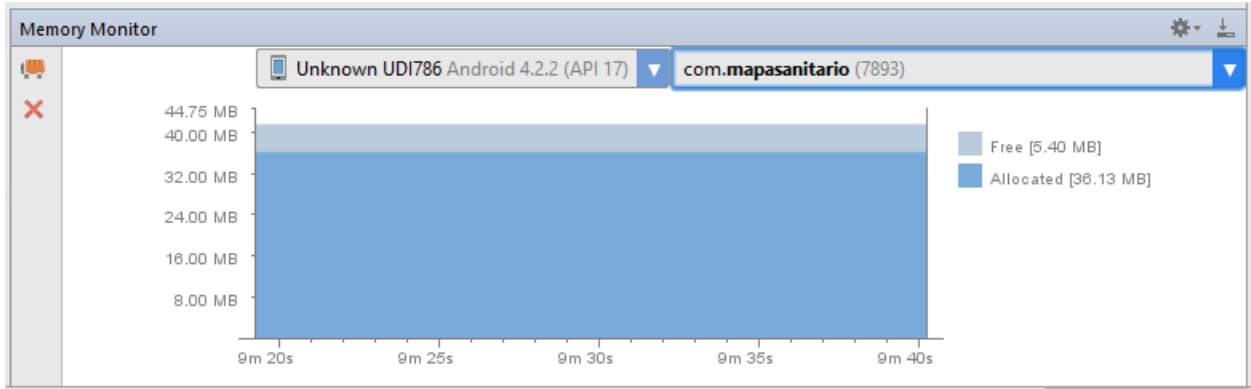 Memory Monitor
Unknown UDI786 Android 4.2.2 (API 17) com.mapasanitario (7893)
44.75 MB
40.00 MB
32.00 MB
24.00 MB
16.00 MB
8.00 MB
Free [5.40 MB]
Allocated [36.13 MB]
9m 20s 9m 25s 9m 30s 9m 35s 9m 40s